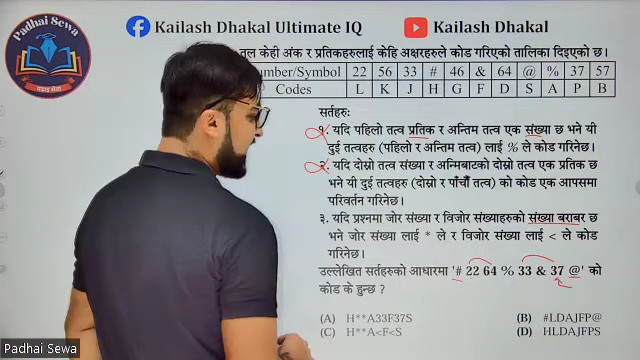 Padhai Sewa
Kailash Dhakal Ultimate IQ
Kailash Dhakal
तल केही अंक र प्रतिकहरुलाई केहि अक्षरहरुले कोड गरिएको तालिका दिइएको छ।
umber/Symbol 22 56 33 # 46 & 64 @ % 37 57
Codes L K J H G F D S A P B
सर्तहरु:
१. यदि पहिलो तत्व प्रतिक र अन्तिम तत्व एक संख्या छ भने यी
दुई तत्वहरु (पहिलो र अन्तिम तत्व) लाई % ले कोड गरिनेछ।
२. यदि दोस्रो तत्व संख्या र अन्मिबाटको दोस्रो तत्व एक प्रतिक छ
भने यी दुई तत्वहरु (दोस्रो र पाँचौँ तत्व) को कोड एक आपसमा
परिवर्तन गरिनेछ।
३. यदि प्रश्नमा जोर संख्या र विजोर संख्याहरुको संख्या बराबर छ
भने जोर संख्या लाई * ले र विजोर संख्या लाई < ले कोड
गरिनेछ।
उल्लेखित सर्तहरुको आधारमा '# 22 64 % 33 & 37 @' को
कोड के हुन्छ ?
(A) H**A33F37S (B) #LDAJFP@
(C) H**A<F<S (D) HLDAJFPS
Padhai Sewa